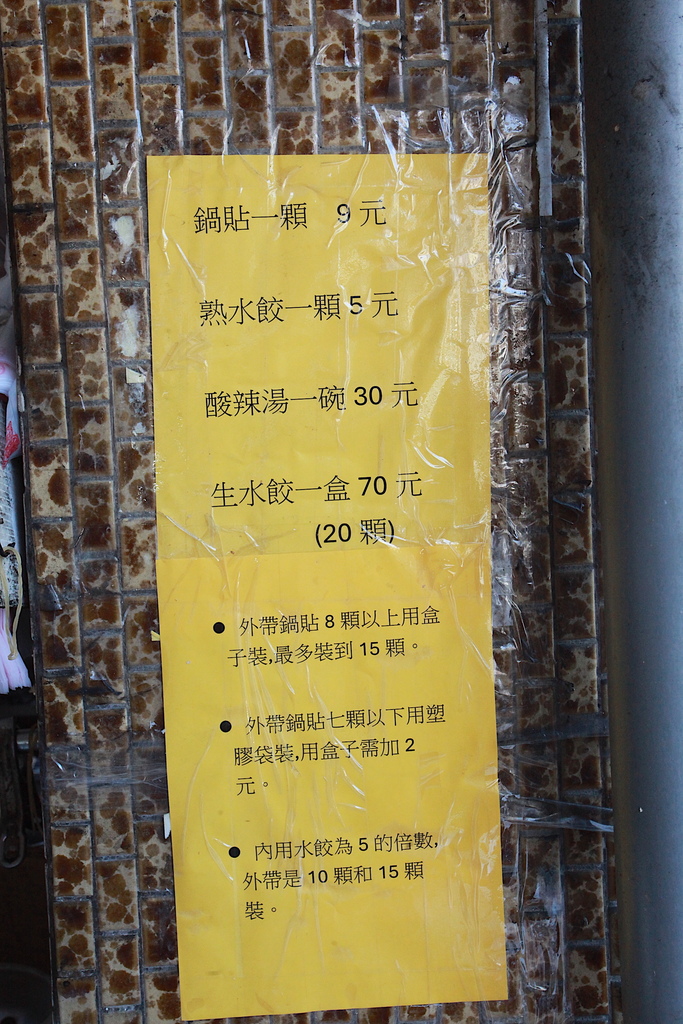 鍋貼一顆 9 元
熟水餃一顆 5 元
酸辣湯一碗 30 元
生水餃一盒 70 元
(20 顆)
● 外帶鍋貼 8 顆以上用盒
子裝,最多裝到 15 顆。
● 外帶鍋貼七顆以下用塑
膠袋裝,用盒子需加 2
元。
● 內用水餃為 5 的倍數,
外帶是 10 顆和 15 顆
裝。